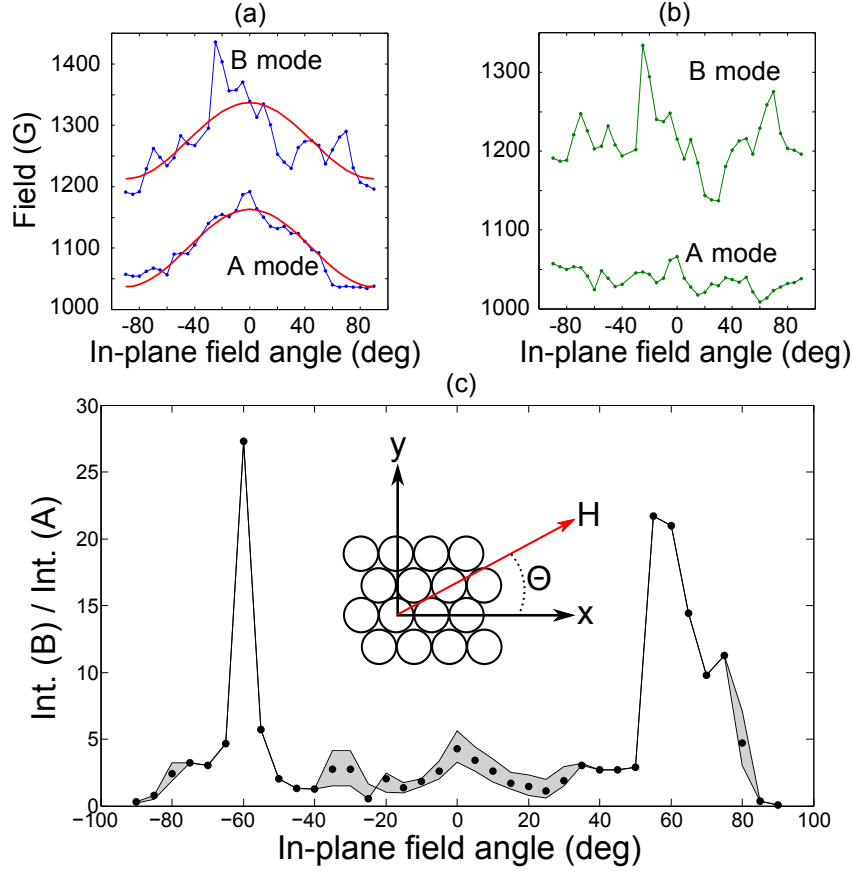 (a)
1400
1300
1200
1100
1000
Field (G)
B mode
A mode
-80 -40 0 40 80
In-plane field angle (deg)
(b)
1300
1200
1100
1000
B mode
A mode
-80 -40 0 40 80
In-plane field angle (deg)
(c)
30
25
20
15
10
5
0
Int. (B) / Int. (A)
y
H
Θ
x
−100 −80 −60 −40 −20 0 20 40 60 80 100
In-plane field angle (deg)